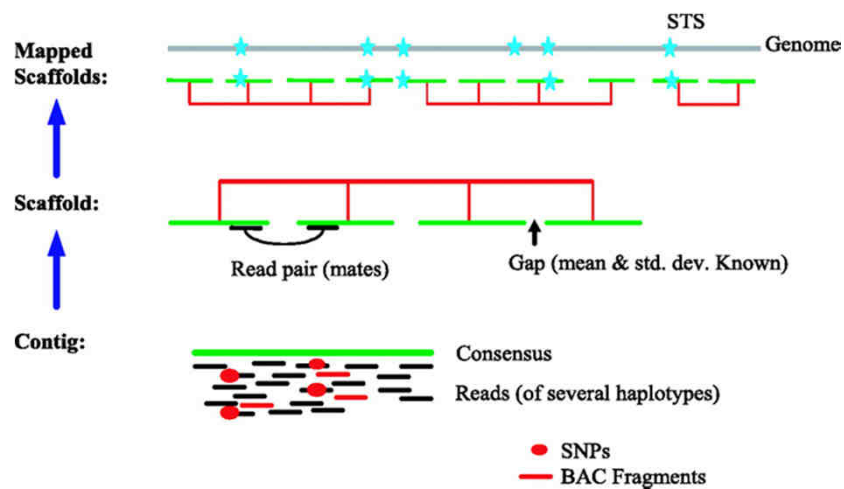 STS
Genome
Mapped
Scaffolds:
Scaffold:
Read pair (mates)
Gap (mean & std. dev. Known)
Contig:
Consensus
Reads (of several haplotypes)
SNPs
BAC Fragments